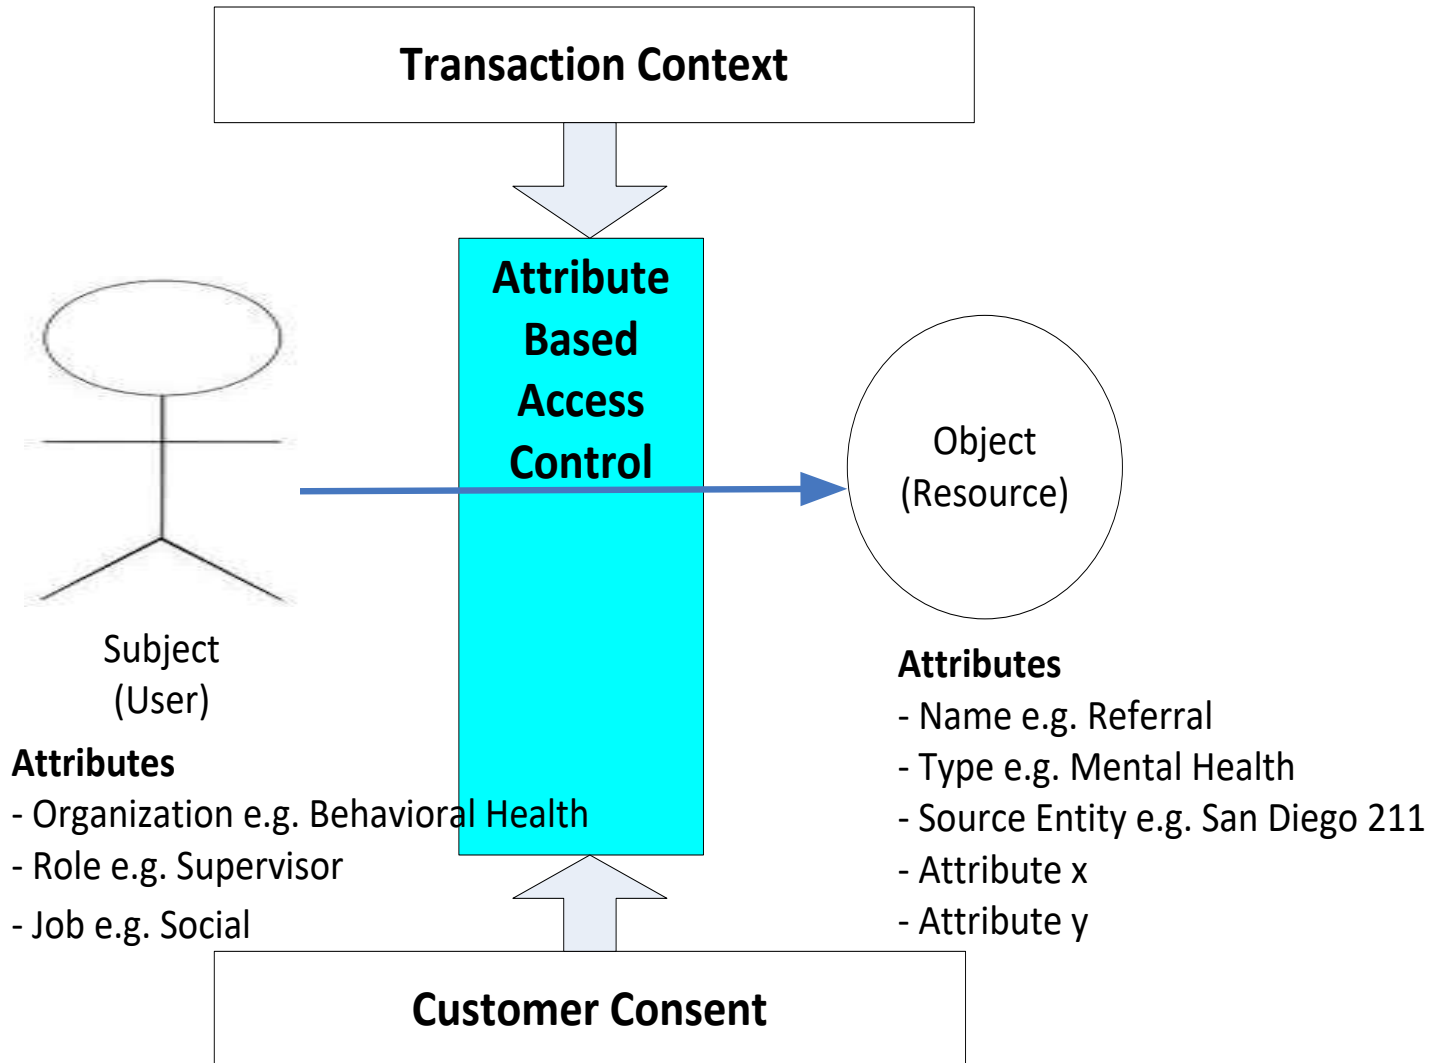 Transaction Context
Attribute
Based
Access
Control
Subject
(User)
Attributes
- Organization e.g. Behavioral Health
- Role e.g. Supervisor
- Job e.g. Social
Object
(Resource)
Attributes
- Name e.g. Referral
- Type e.g. Mental Health
- Source Entity e.g. San Diego 211
- Attribute x
- Attribute y
Customer Consent